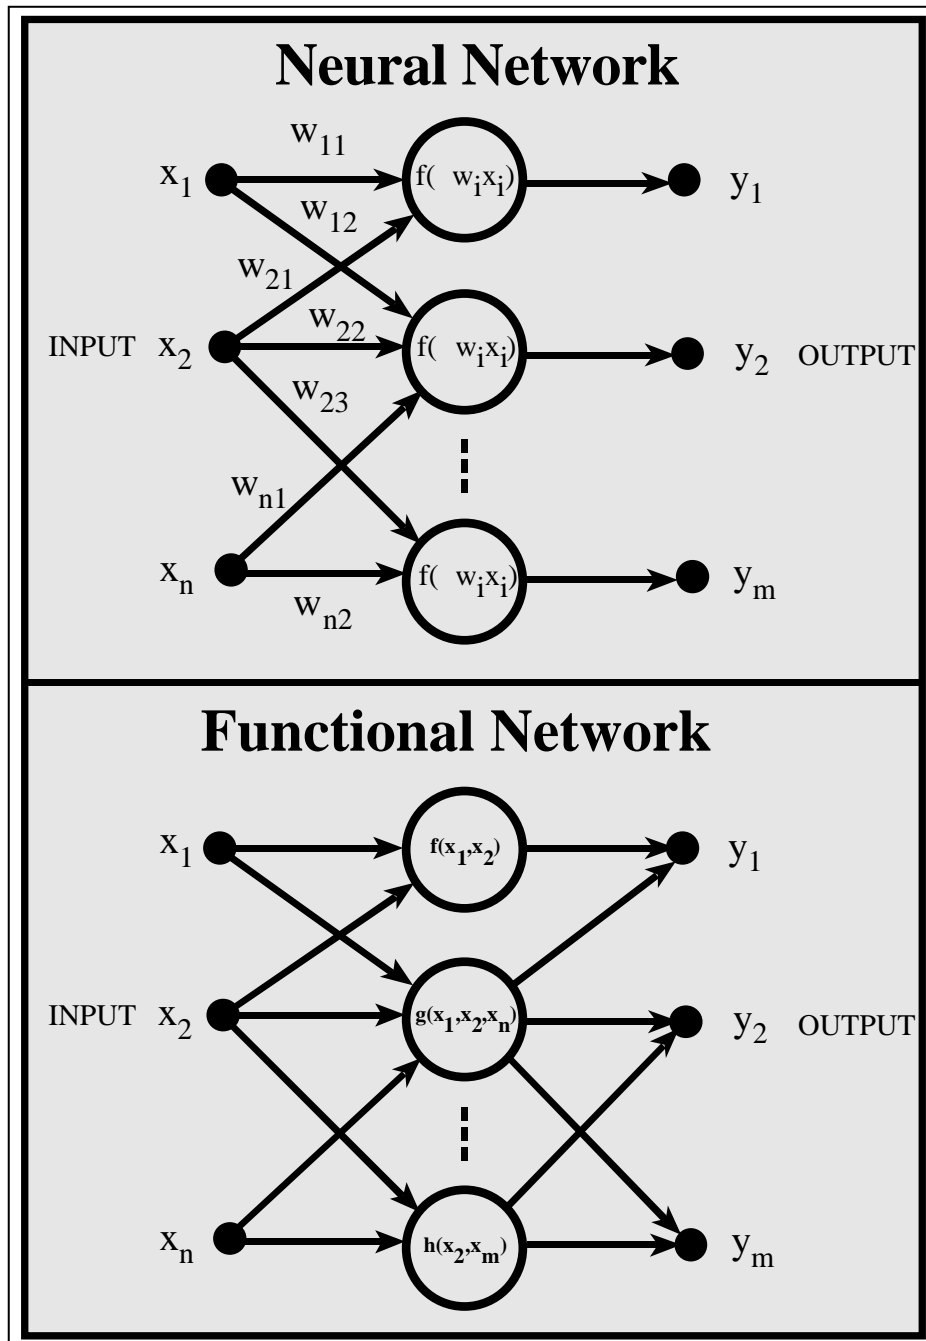 Neural Network
w11
x1 f( wixi) y1
w12
w21
INPUT x2 w22 f( wixi) y2 OUTPUT
w23
wn1
xn f( wixi) ym
wn2
Functional Network
x1 f(x1,x2) y1
INPUT x2 g(x1,x2,xn) y2 OUTPUT
xn h(x2,xm) ym